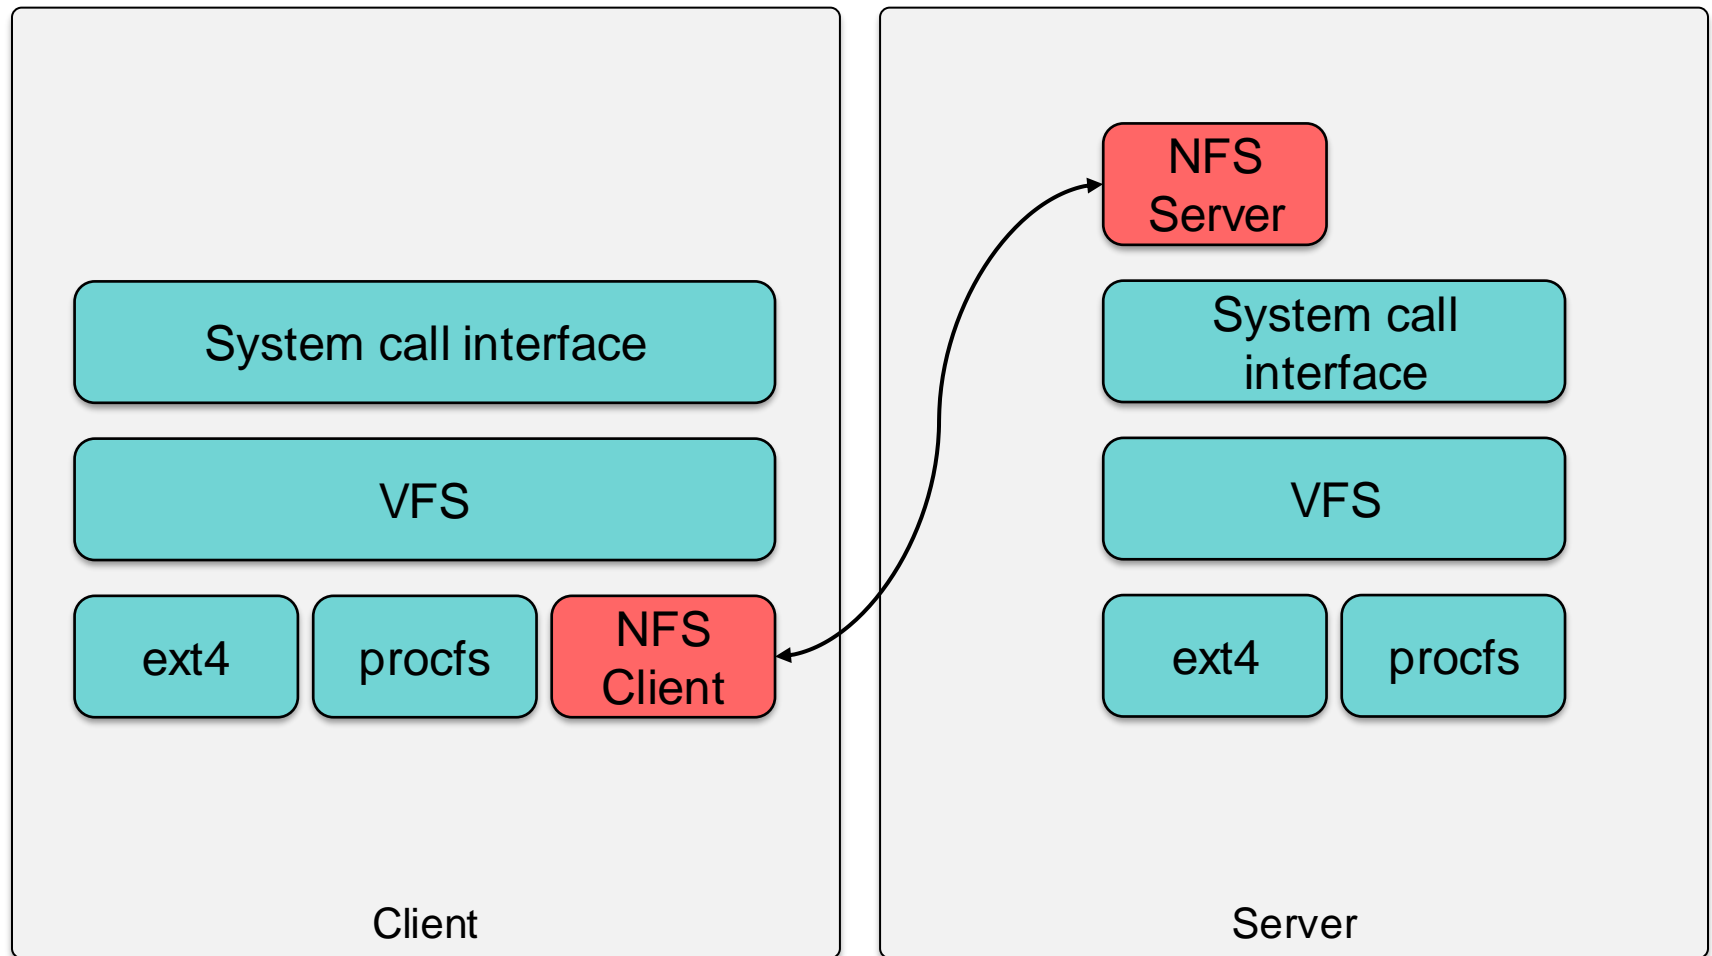 System call interface
VFS
ext4
procfs
NFS
Client
Client
NFS
Server
System call
interface
VFS
ext4
procfs
Server